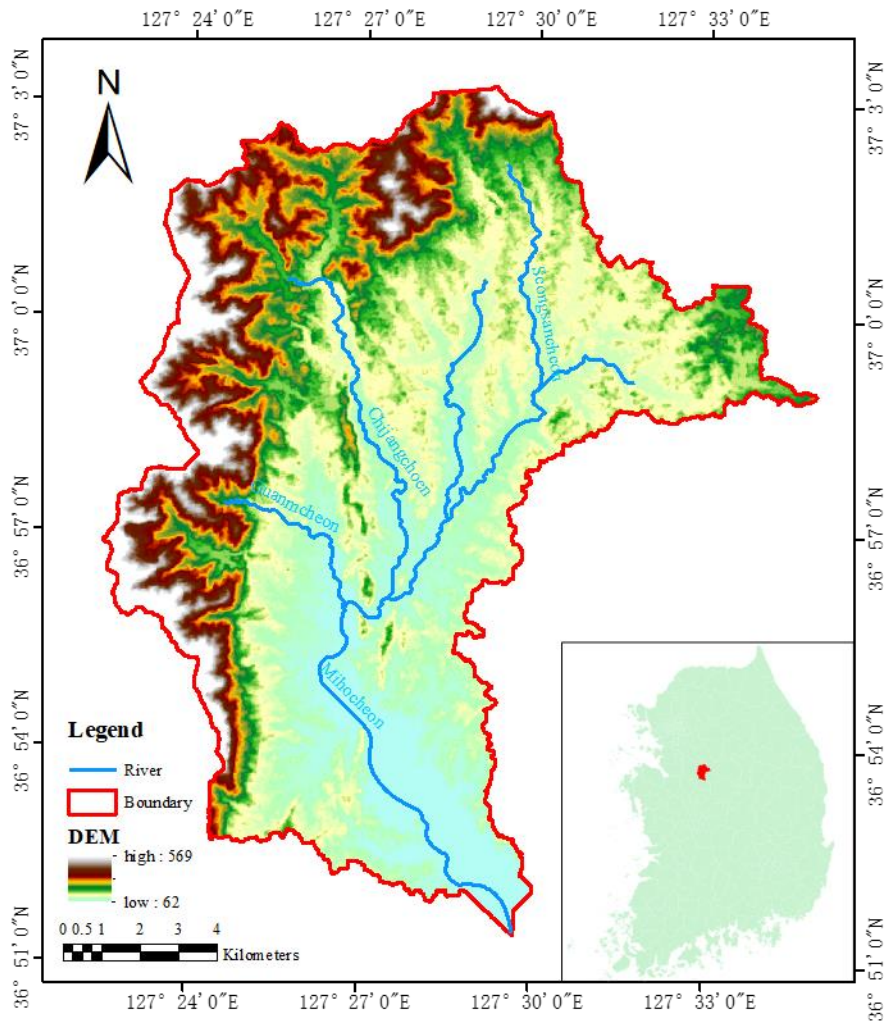 127° 24′ 0″E 127° 27′ 0″E 127° 30′ 0″E 127° 33′ 0″E
37° 3′ 0″N 37° 3′ 0″N
N
37° 0′ 0″N 37° 0′ 0″N
Seongsancheon
Chijangchoen
36° 57′ 0″N 36° 57′ 0″N
Mihocheon
36° 54′ 0″N 36° 54′ 0″N
Legend
River
Boundary
DEM
high : 569
low : 62
0 0.5 1 2 3 4
Kilometers
36° 51′ 0″N 36° 51′ 0″N
127° 24′ 0″E 127° 27′ 0″E 127° 30′ 0″E 127° 33′ 0″E